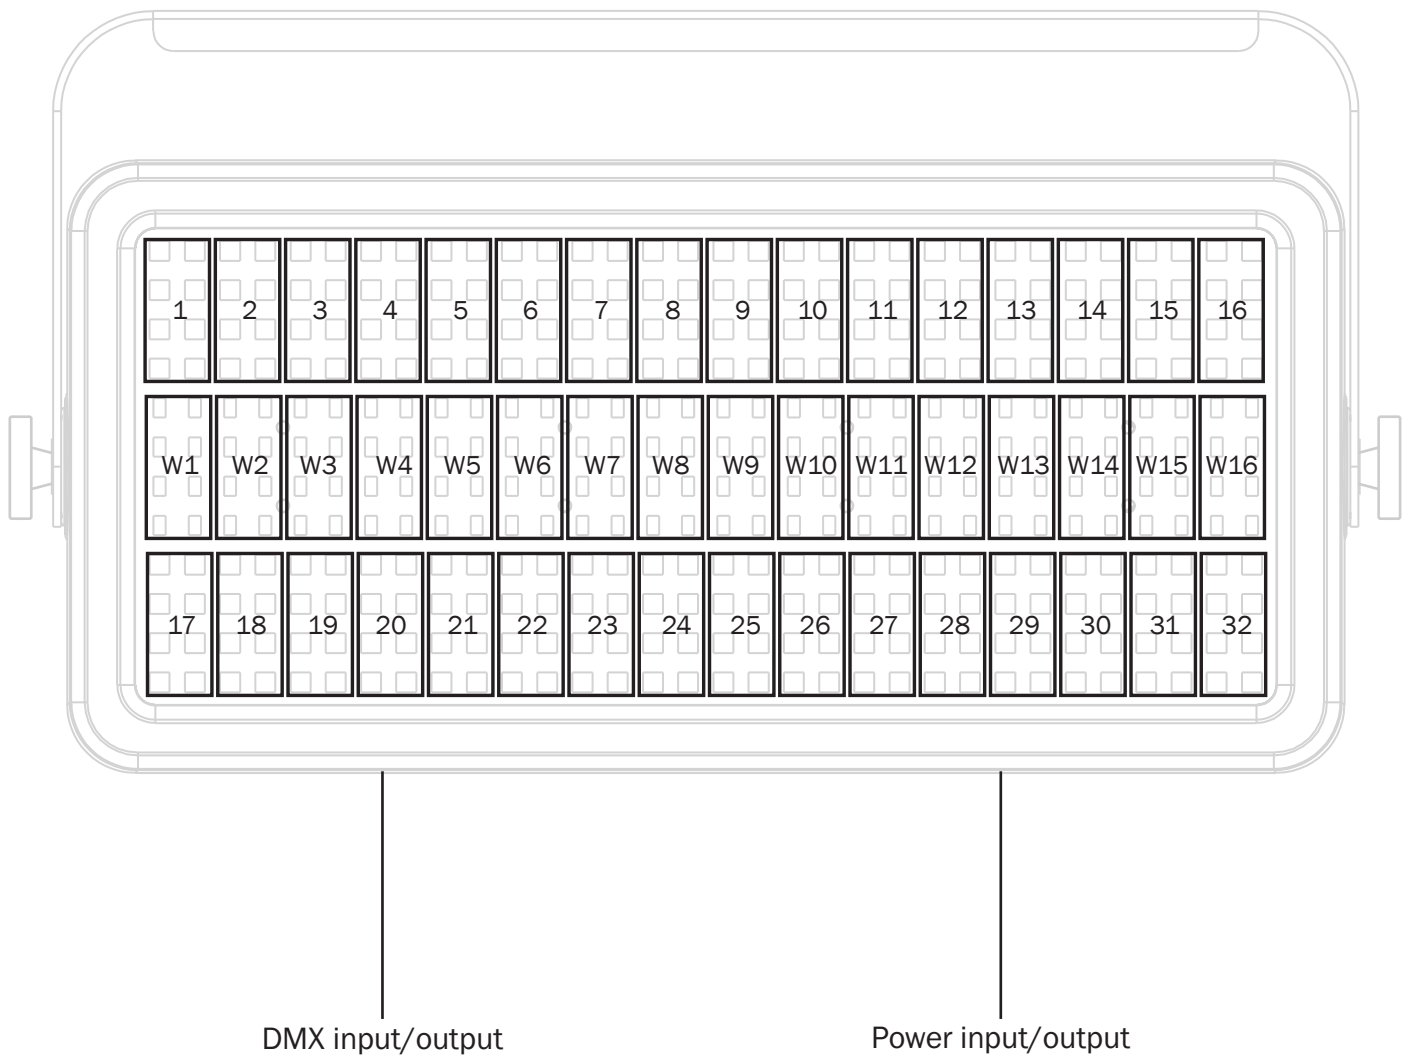 1 2 3 4 5 6 7 8 9 10 11 12 13 14 15 16
W1 W2 W3 W4 W5 W6 W7 W8 W9 W10 W11 W12 W13 W14 W15 W16
17 18 19 20 21 22 23 24 25 26 27 28 29 30 31 32
DMX input/output Power input/output